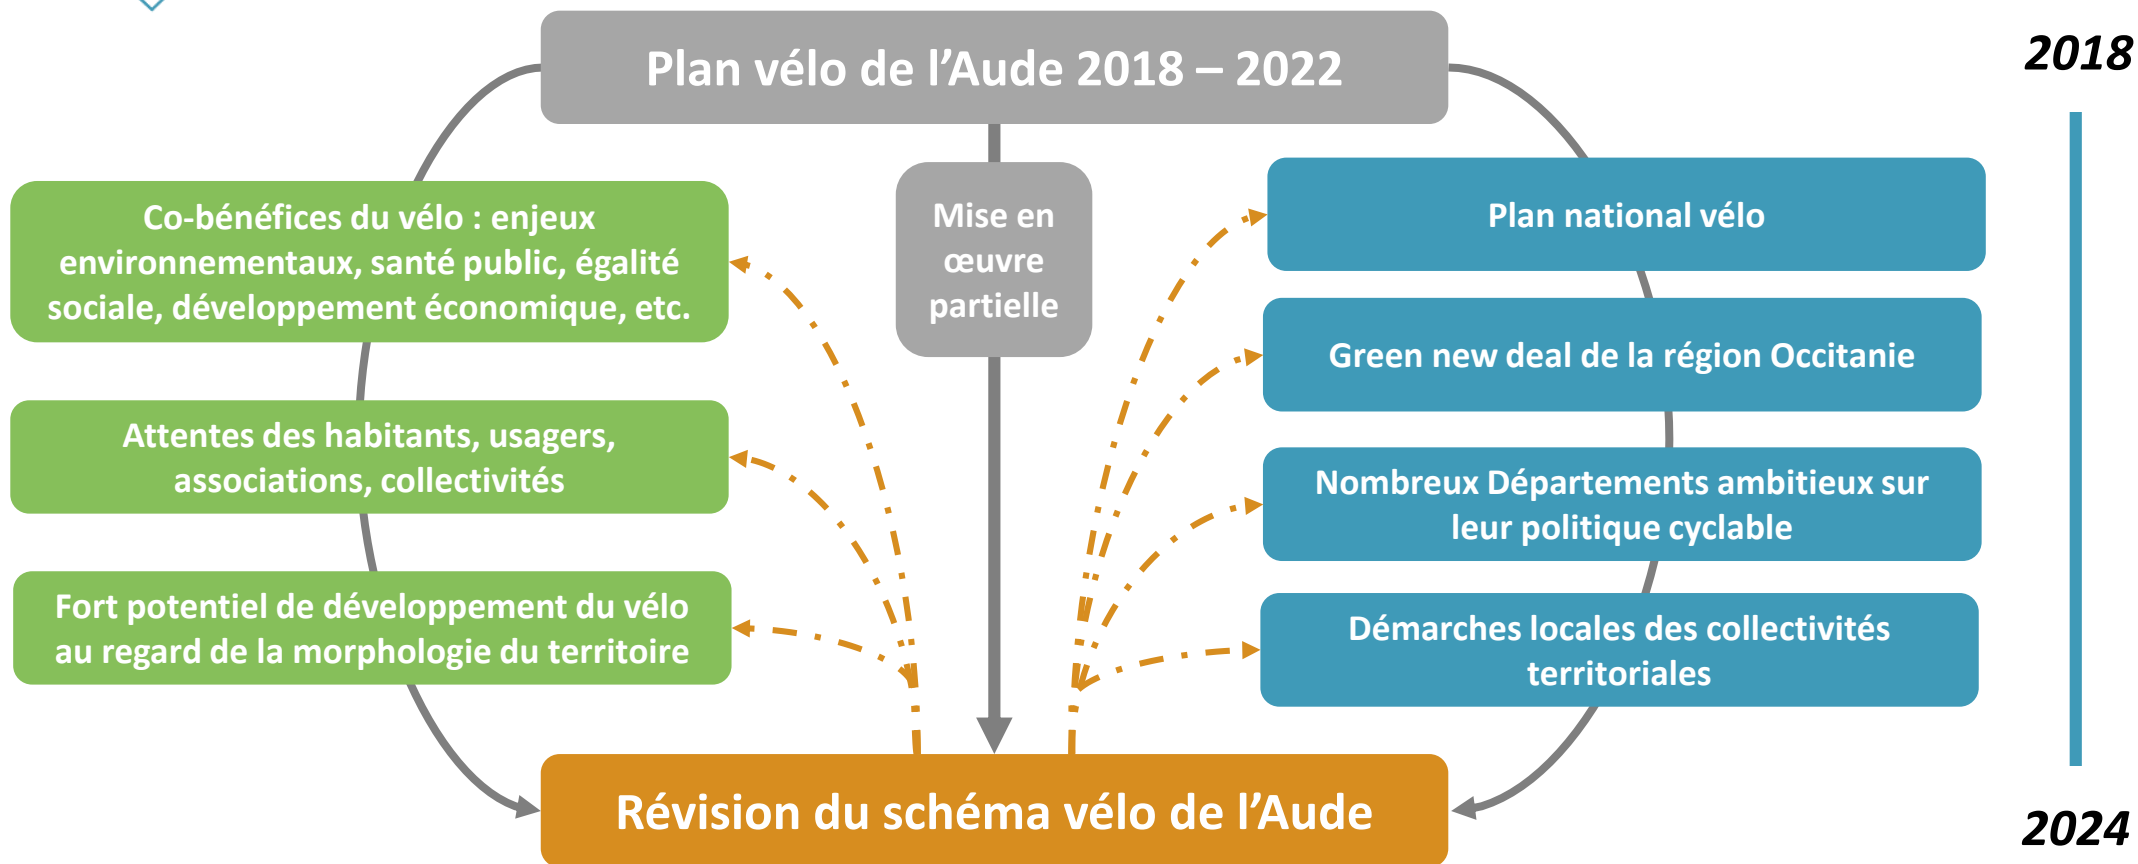 Plan vélo de l’Aude 2018 – 2022
2018
Co-bénéfices du vélo : enjeux
environnementaux, santé public, égalité
sociale, développement économique, etc.
Attentes des habitants, usagers,
associations, collectivités
Fort potentiel de développement du vélo
au regard de la morphologie du territoire
Mise en
œuvre
partielle
Plan national vélo
Green new deal de la région Occitanie
Nombreux Départements ambitieux sur
leur politique cyclable
Démarches locales des collectivités
territoriales
Révision du schéma vélo de l’Aude
2024